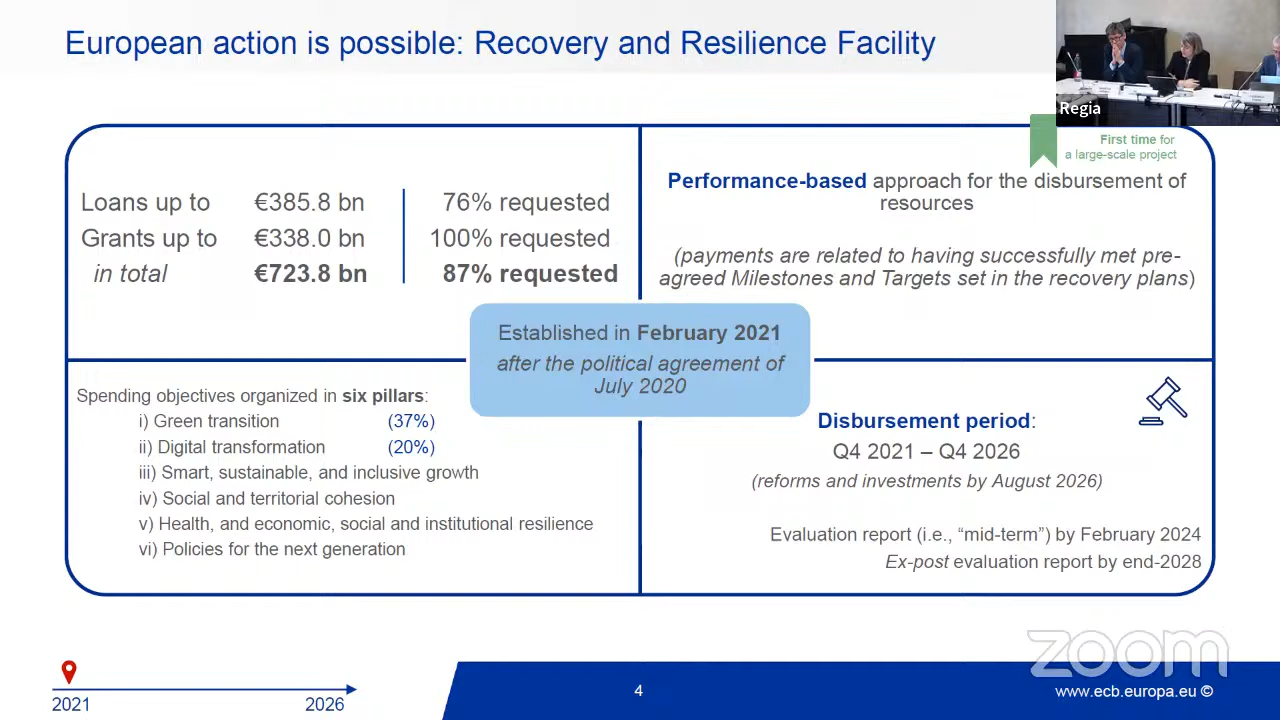 European action is possible: Recovery and Resilience Facility
Regia
First time for
a large-scale project
Loans up to €385.8 bn 76% requested
Grants up to €338.0 bn 100% requested
in total €723.8 bn 87% requested
Performance-based approach for the disbursement of
resources
(payments are related to having successfully met pre-
agreed Milestones and Targets set in the recovery plans)
Established in February 2021
after the political agreement of
July 2020
Spending objectives organized in six pillars:
i) Green transition (37%)
ii) Digital transformation (20%)
iii) Smart, sustainable, and inclusive growth
iv) Social and territorial cohesion
v) Health, and economic, social and institutional resilience
vi) Policies for the next generation
Disbursement period:
Q4 2021 – Q4 2026
(reforms and investments by August 2026)
Evaluation report (i.e., “mid-term”) by February 2024
Ex-post evaluation report by end-2028
zoom
2021 2026
4
www.ecb.europa.eu ©